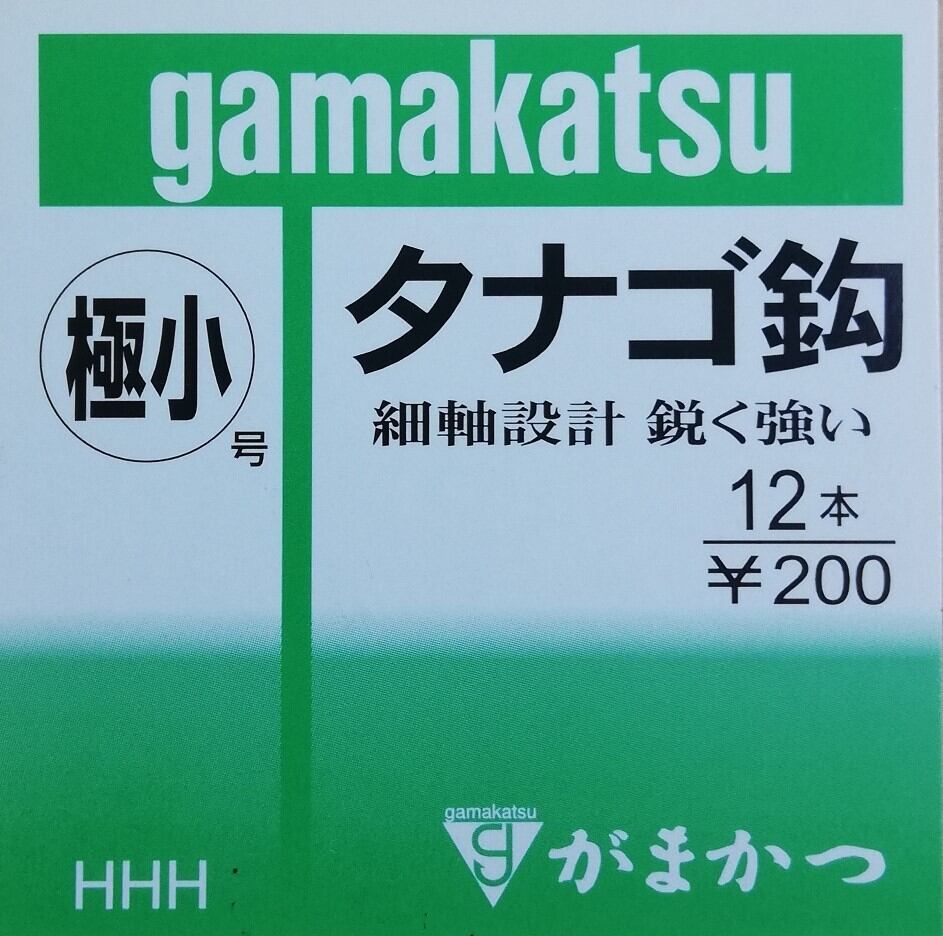 gamakatsu
極小
号
タナゴ鈎
細軸設計 鋭く強い
12本
¥200
HHH
gamakatsu
がまかつ